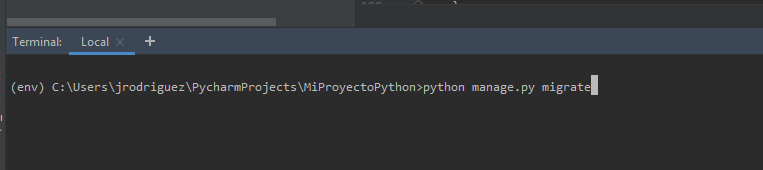 Terminal: Local × +
(env) C:\Users\jrodriguez\PycharmProjects\MiProyectoPython>python manage.py migrate